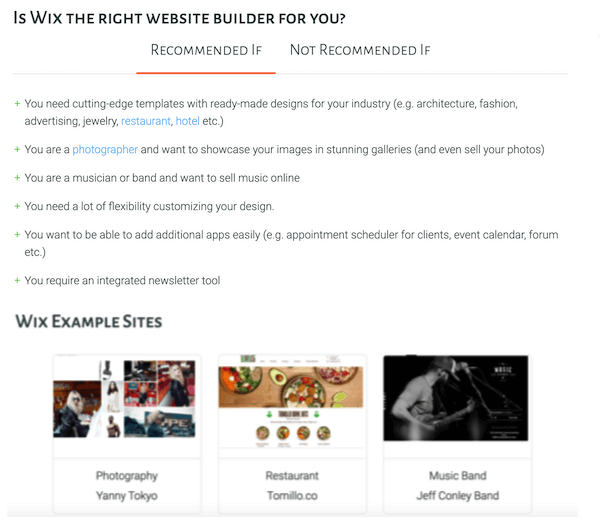 Is Wix the right website builder for you?
Recommended If
Not Recommended If
+ You need cutting-edge templates with ready-made designs for your industry (e.g. architecture, fashion,
advertising, jewelry, restaurant, hotel etc.)
+ You are a photographer and want to showcase your images in stunning galleries (and even sell your photos)
+ You are a musician or band and want to sell music online
+ You need a lot of flexibility customizing your design.
+ You want to be able to add additional apps easily (e.g. appointment scheduler for clients, event calendar, forum
etc.)
+ You require an integrated newsletter tool
Wix Example Sites
MUSIC
Photography
Yanny Tokyo
Restaurant
Tomillo.co
Music Band
Jeff Conley Band